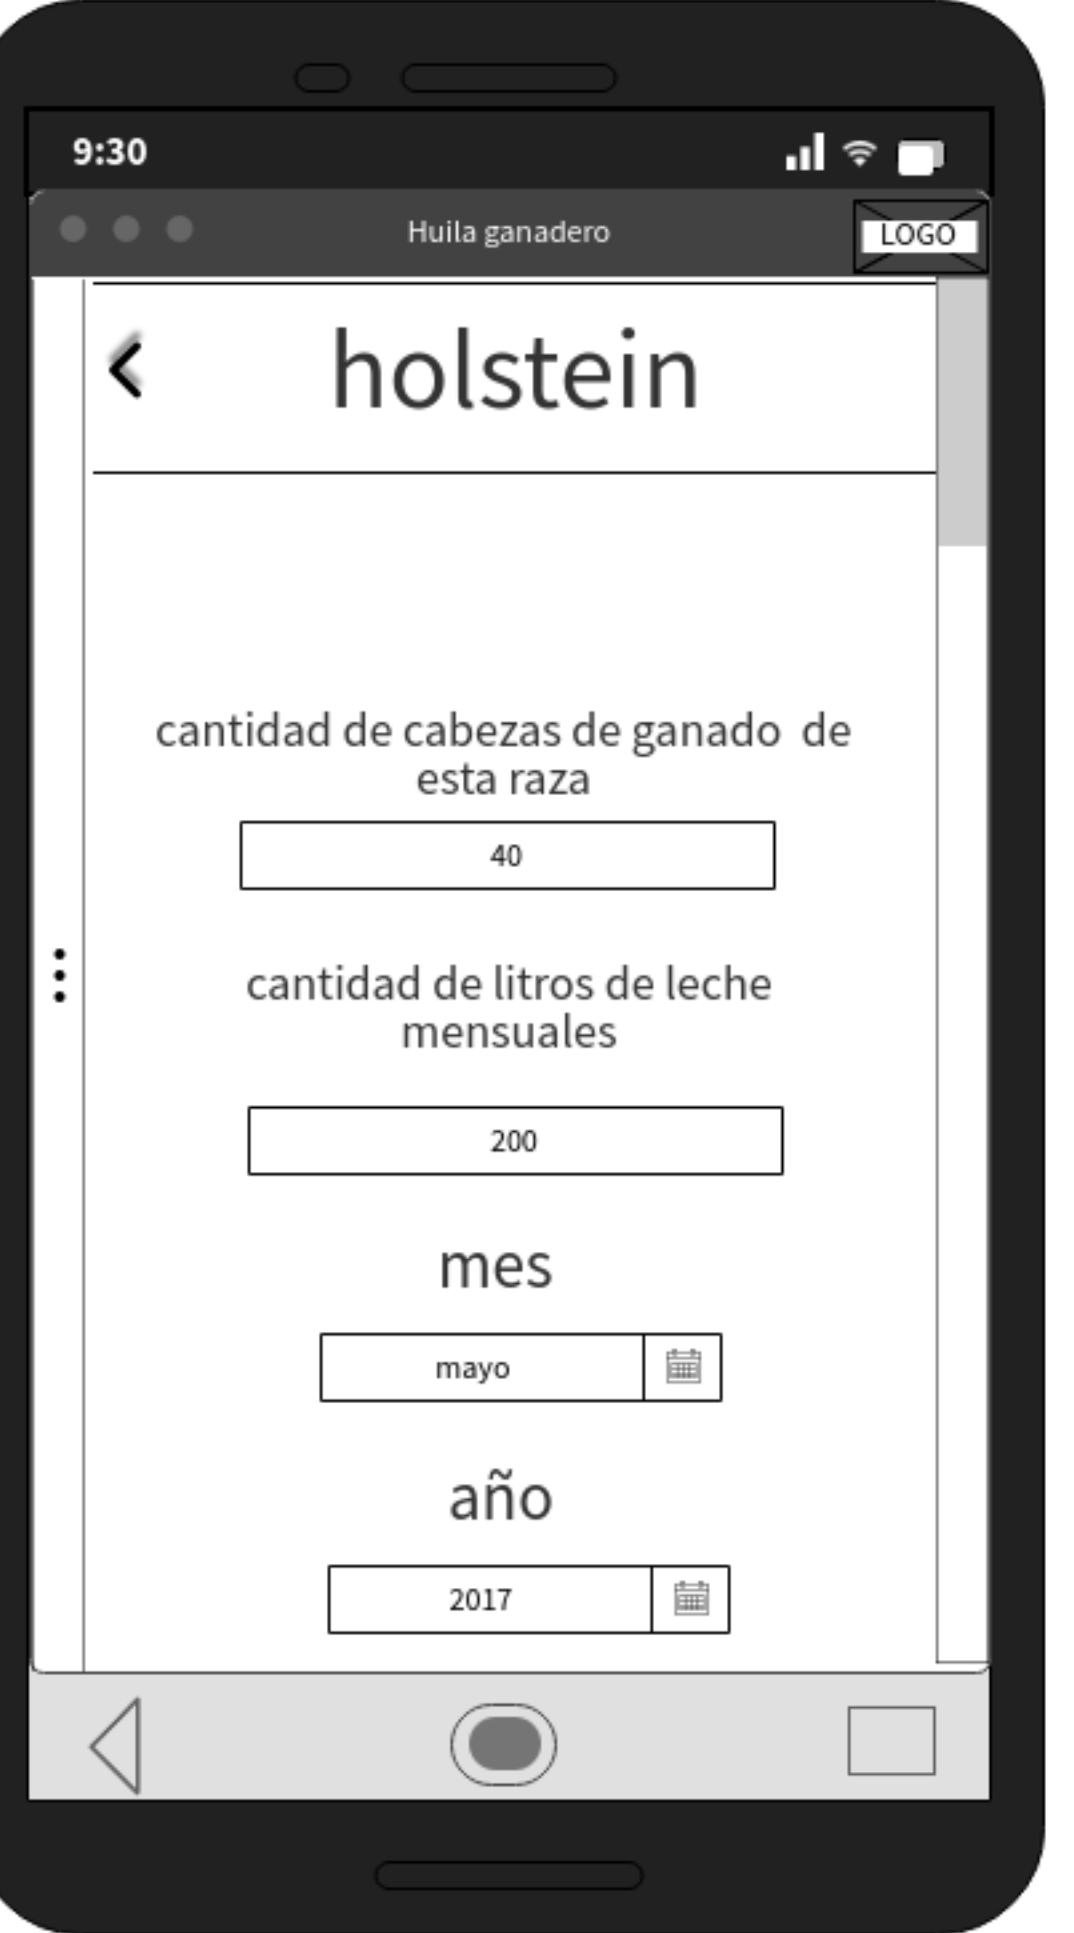 9:30
Huila ganadero
LOGO
holstein
cantidad de cabezas de ganado de
esta raza
40
cantidad de litros de leche
mensuales
200
mes
mayo
año
2017